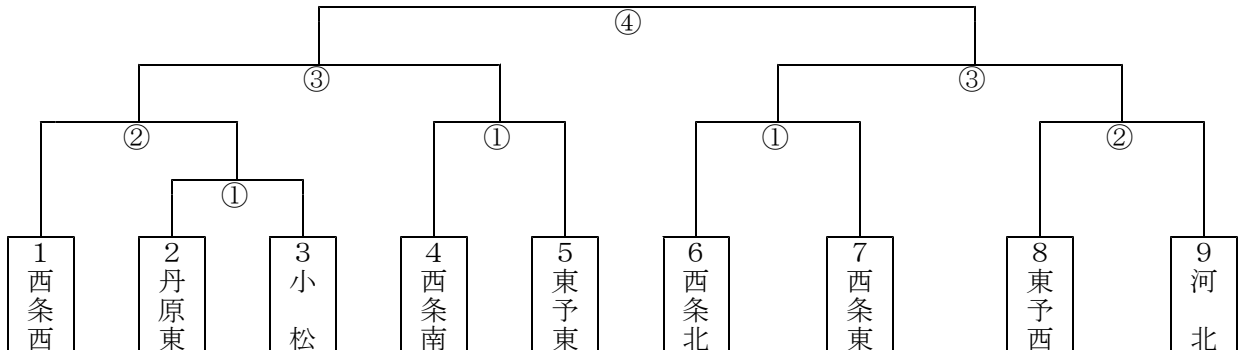 ④
③ ③
② ① ① ②
①
1 2 3 4 5 6 7 8 9
西条西
丹原東
小 松
西条南
東予東
西条北
西条東
東予西
河 北